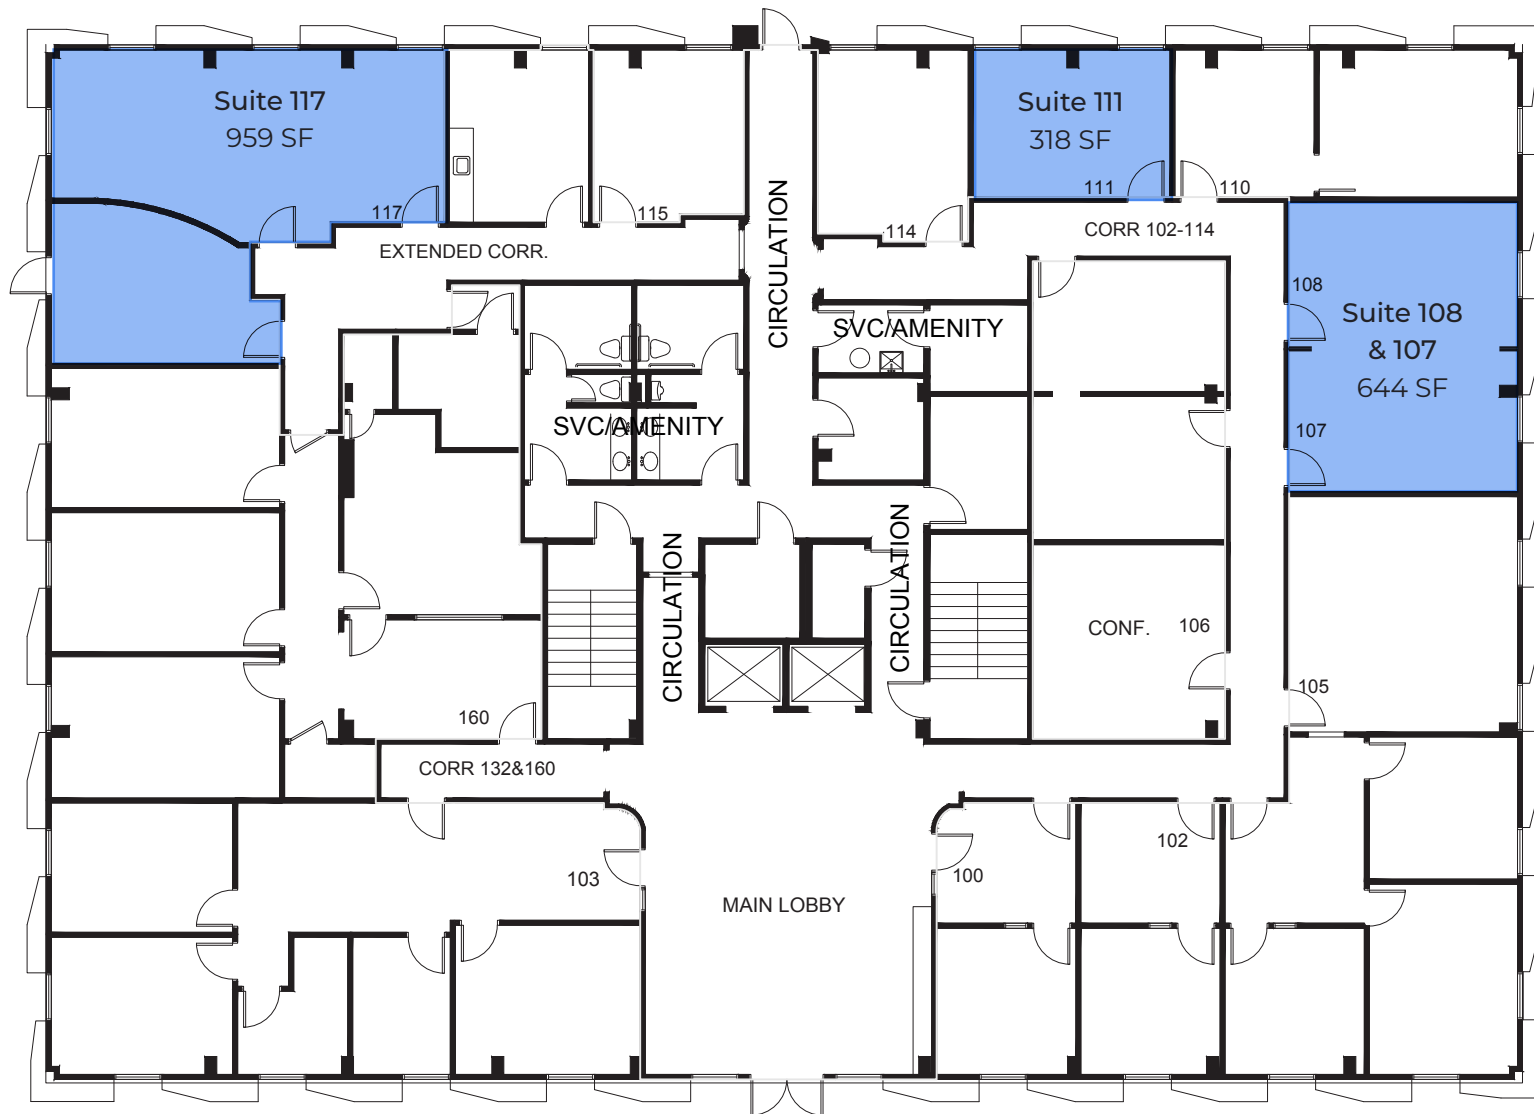 Suite 117
959 SF
Suite 111
318 SF
117
115
111
110
114
CORR 102-114
EXTENDED CORR.
CIRCULATION
108
Suite 108
& 107
644 SF
SVC/AMENITY
SVC/AMENITY
107
CIRCULATION
CIRCULATION
CONF.
106
105
160
CORR 132&160
102
103
100
MAIN LOBBY